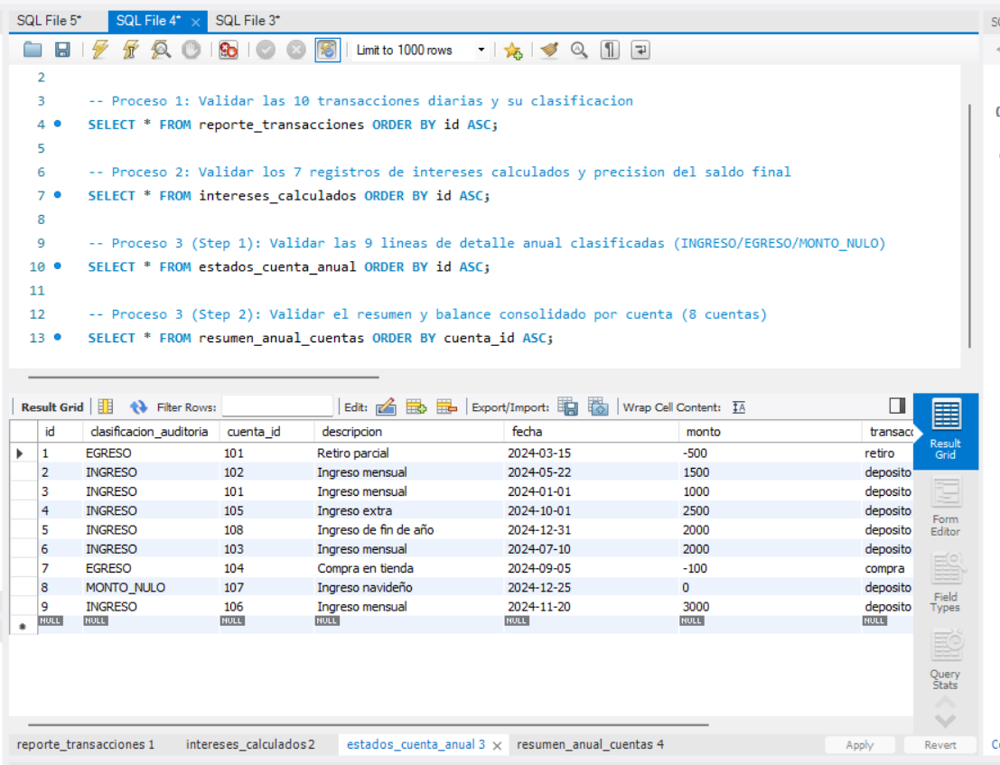 SQL File 5* SQL File 4* SQL File 3*
Limit to 1000 rows
2
3 -- Proceso 1: Validar las 10 transacciones diarias y su clasificacion
4 SELECT * FROM reporte_transacciones ORDER BY id ASC;
5
6 -- Proceso 2: Validar los 7 registros de intereses calculados y precision del saldo final
7 SELECT * FROM intereses_calculados ORDER BY id ASC;
8
9 -- Proceso 3 (Step 1): Validar las 9 lineas de detalle anual clasificadas (INGRESO/EGRESO/MONTO_NULO)
10 SELECT * FROM estados_cuenta_anual ORDER BY id ASC;
11
12 -- Proceso 3 (Step 2): Validar el resumen y balance consolidado por cuenta (8 cuentas)
13 SELECT * FROM resumen_anual_cuentas ORDER BY cuenta_id ASC;
Result Grid Filter Rows: Edit: Export/Import: Wrap Cell Content:
id clasificacion_auditoria cuenta_id descripcion fecha monto
1 EGRESO 101 Retiro parcial 2024-03-15 -500 retiro
2 INGRESO 102 Ingreso mensual 2024-05-22 1500 deposito
3 INGRESO 101 Ingreso mensual 2024-01-01 1000 deposito
4 INGRESO 105 Ingreso extra 2024-10-01 2500 deposito
5 INGRESO 108 Ingreso de fin de año 2024-12-31 2000 deposito
6 INGRESO 103 Ingreso mensual 2024-07-10 2000 deposito
7 EGRESO 104 Compra en tienda 2024-09-05 -100 compra
8 MONTO_NULO 107 Ingreso navideño 2024-12-25 0 deposito
9 INGRESO 106 Ingreso mensual 2024-11-20 3000 deposito
NULL NULL NULL NULL NULL NULL NULL
Result
Grid
Form
Editor
Field
Types
Query
Stats
reporte_transacciones 1 intereses_calculados 2 estados_cuenta_anual 3 resumen_anual_cuentas 4 Apply Revert